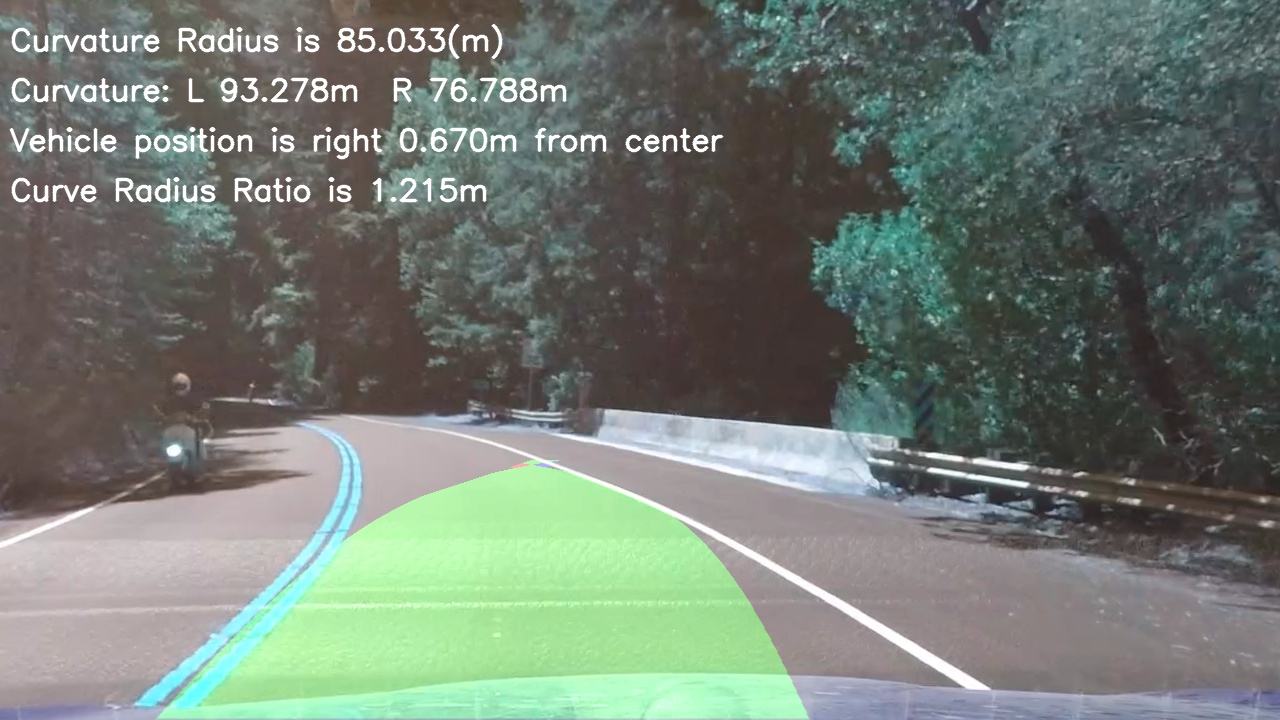 Curvature Radius is 85.033(m)
Curvature: L 93.278m R 76.788m
Vehicle position is right 0.670m from center
Curve Radius Ratio is 1.215m